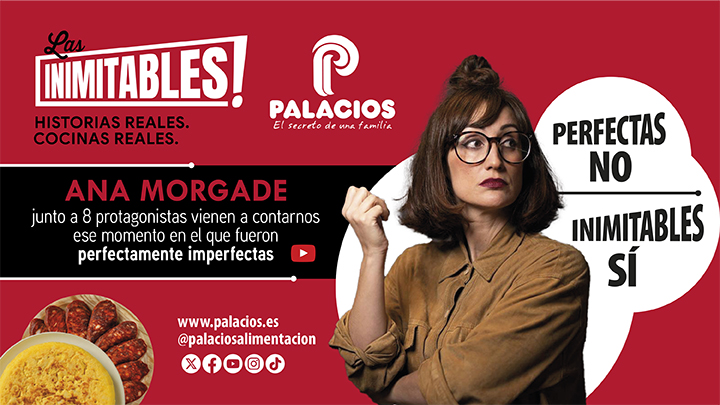 Las
INIMITABLES!
HISTORIAS REALES.
COCINAS REALES.
PALACIOS
El secreto de una familia
ANA MORGADE
junto a 8 protagonistas vienen a contarnos
ese momento en el que fueron
perfectamente imperfectas
www.palacios.es
@palaciosalimentacion
PERFECTAS
NO
INIMITABLES
SÍ